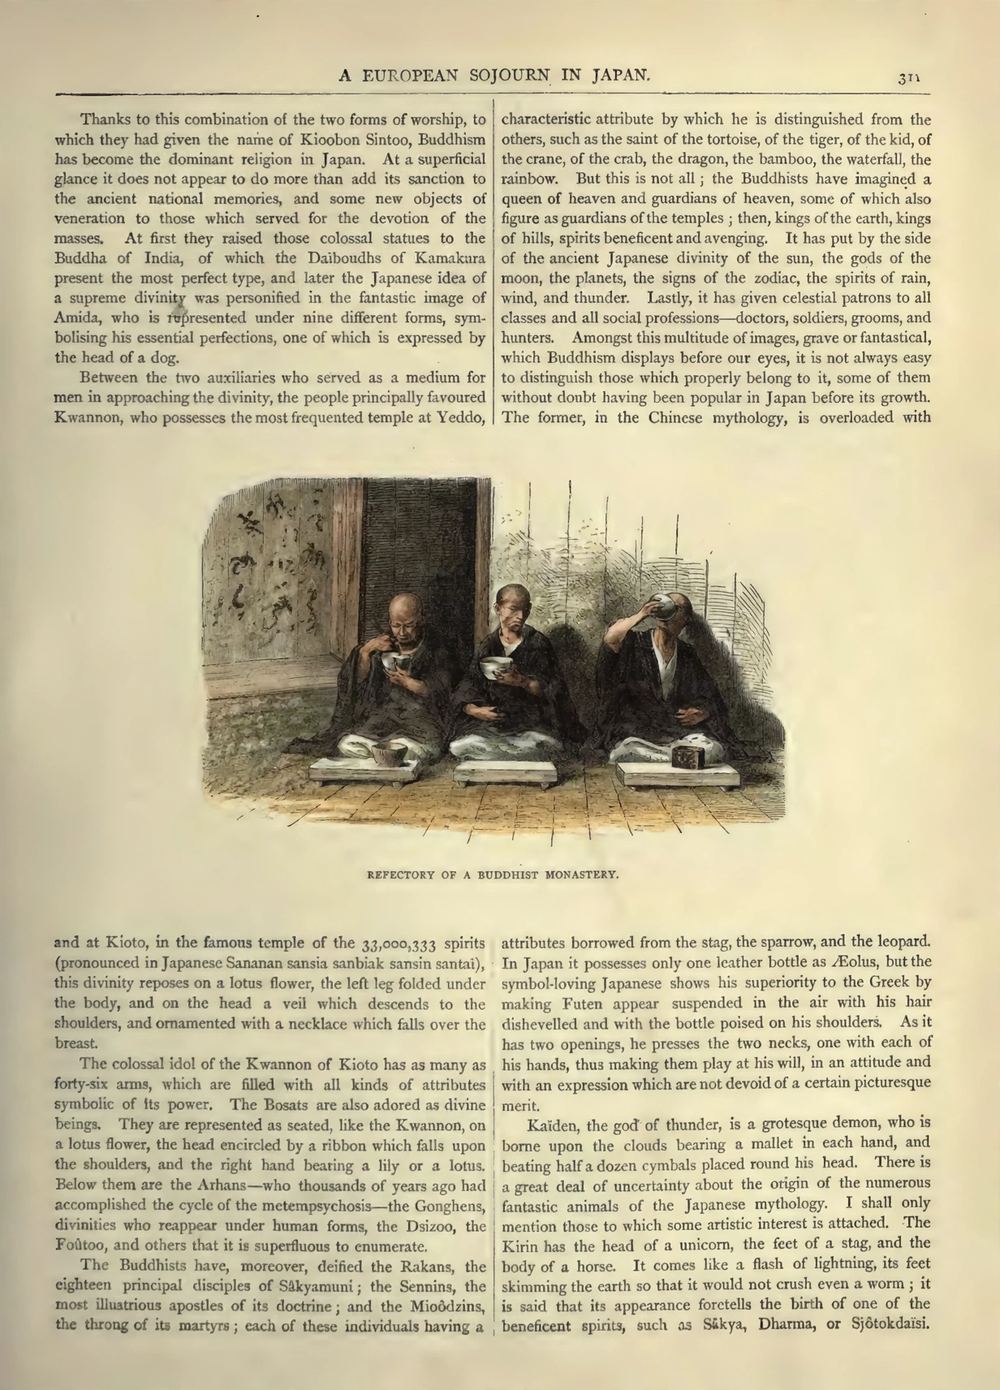 A EUROPEAN SOJOURN IN JAPAN.
311
Thanks to this combination of the two forms of worship, to
which they had given the name of Kioobon Sintoo, Buddhism
has become the dominant religion in Japan. At a superficial
glance it does not appear to do more than add its sanction to
the ancient national memories, and some new objects of
veneration to those which served for the devotion of the
masses. At first they raised those colossal statues to the
Buddha of India, of which the Daïboudhs of Kamakura
present the most perfect type, and later the Japanese idea of
a supreme divinity was personified in the fantastic image of
Amida, who is represented under nine different forms, sym-
bolising his essential perfections, one of which is expressed by
the head of a dog.
Between the two auxiliaries who served as a medium for
men in approaching the divinity, the people principally favoured
Kwannon, who possesses the most frequented temple at Yeddo,
and at Kioto, in the famous temple of the 33,000,333 spirits
(pronounced in Japanese Sananan sansia sanbiak sansin santai),
this divinity reposes on a lotus flower, the left leg folded under
the body, and on the head a veil which descends to the
shoulders, and ornamented with a necklace which falls over the
breast.
The colossal idol of the Kwannon of Kioto has as many as
forty-six arms, which are filled with all kinds of attributes
symbolic of its power. The Bosats are also adored as divine
beings. They are represented as seated, like the Kwannon, on
a lotus flower, the head encircled by a ribbon which falls upon
the shoulders, and the right hand bearing a lily or a lotus.
Below them are the Arhans—who thousands of years ago had
accomplished the cycle of the metempsychosis—the Gonghens,
divinities who reappear under human forms, the Dsizoo, the
Foûtoo, and others that it is superfluous to enumerate.
The Buddhists have, moreover, deified the Rakans, the
eighteen principal disciples of Sâkyamuni; the Sennins, the
most illustrious apostles of its doctrine; and the Mioôdzins,
the throng of its martyrs; each of these individuals having a
characteristic attribute by which he is distinguished from the
others, such as the saint of the tortoise, of the tiger, of the kid, of
the crane, of the crab, the dragon, the bamboo, the waterfall, the
rainbow. But this is not all; the Buddhists have imagined a
queen of heaven and guardians of heaven, some of which also
figure as guardians of the temples; then, kings of the earth, kings
of hills, spirits beneficent and avenging. It has put by the side
of the ancient Japanese divinity of the sun, the gods of the
moon, the planets, the signs of the zodiac, the spirits of rain,
wind, and thunder. Lastly, it has given celestial patrons to all
classes and all social professions—doctors, soldiers, grooms, and
hunters. Amongst this multitude of images, grave or fantastical,
which Buddhism displays before our eyes, it is not always easy
to distinguish those which properly belong to it, some of them
without doubt having been popular in Japan before its growth.
The former, in the Chinese mythology, is overloaded with
attributes borrowed from the stag, the sparrow, and the leopard.
In Japan it possesses only one leather bottle as Æolus, but the
symbol-loving Japanese shows his superiority to the Greek by
making Futen appear suspended in the air with his hair
dishevelled and with the bottle poised on his shoulders. As it
has two openings, he presses the two necks, one with each of
his hands, thus making them play at his will, in an attitude and
with an expression which are not devoid of a certain picturesque
merit.
Kaïden, the god of thunder, is a grotesque demon, who is
borne upon the clouds bearing a mallet in each hand, and
beating half a dozen cymbals placed round his head. There is
a great deal of uncertainty about the origin of the numerous
fantastic animals of the Japanese mythology. I shall only
mention those to which some artistic interest is attached. The
Kirin has the head of a unicorn, the feet of a stag, and the
body of a horse. It comes like a flash of lightning, its feet
skimming the earth so that it would not crush even a worm; it
is said that its appearance foretells the birth of one of the
beneficent spirits, such as Sâkya, Dharma, or Sjôtokdaïsi.
REFECTORY OF A BUDDHIST MONASTERY.